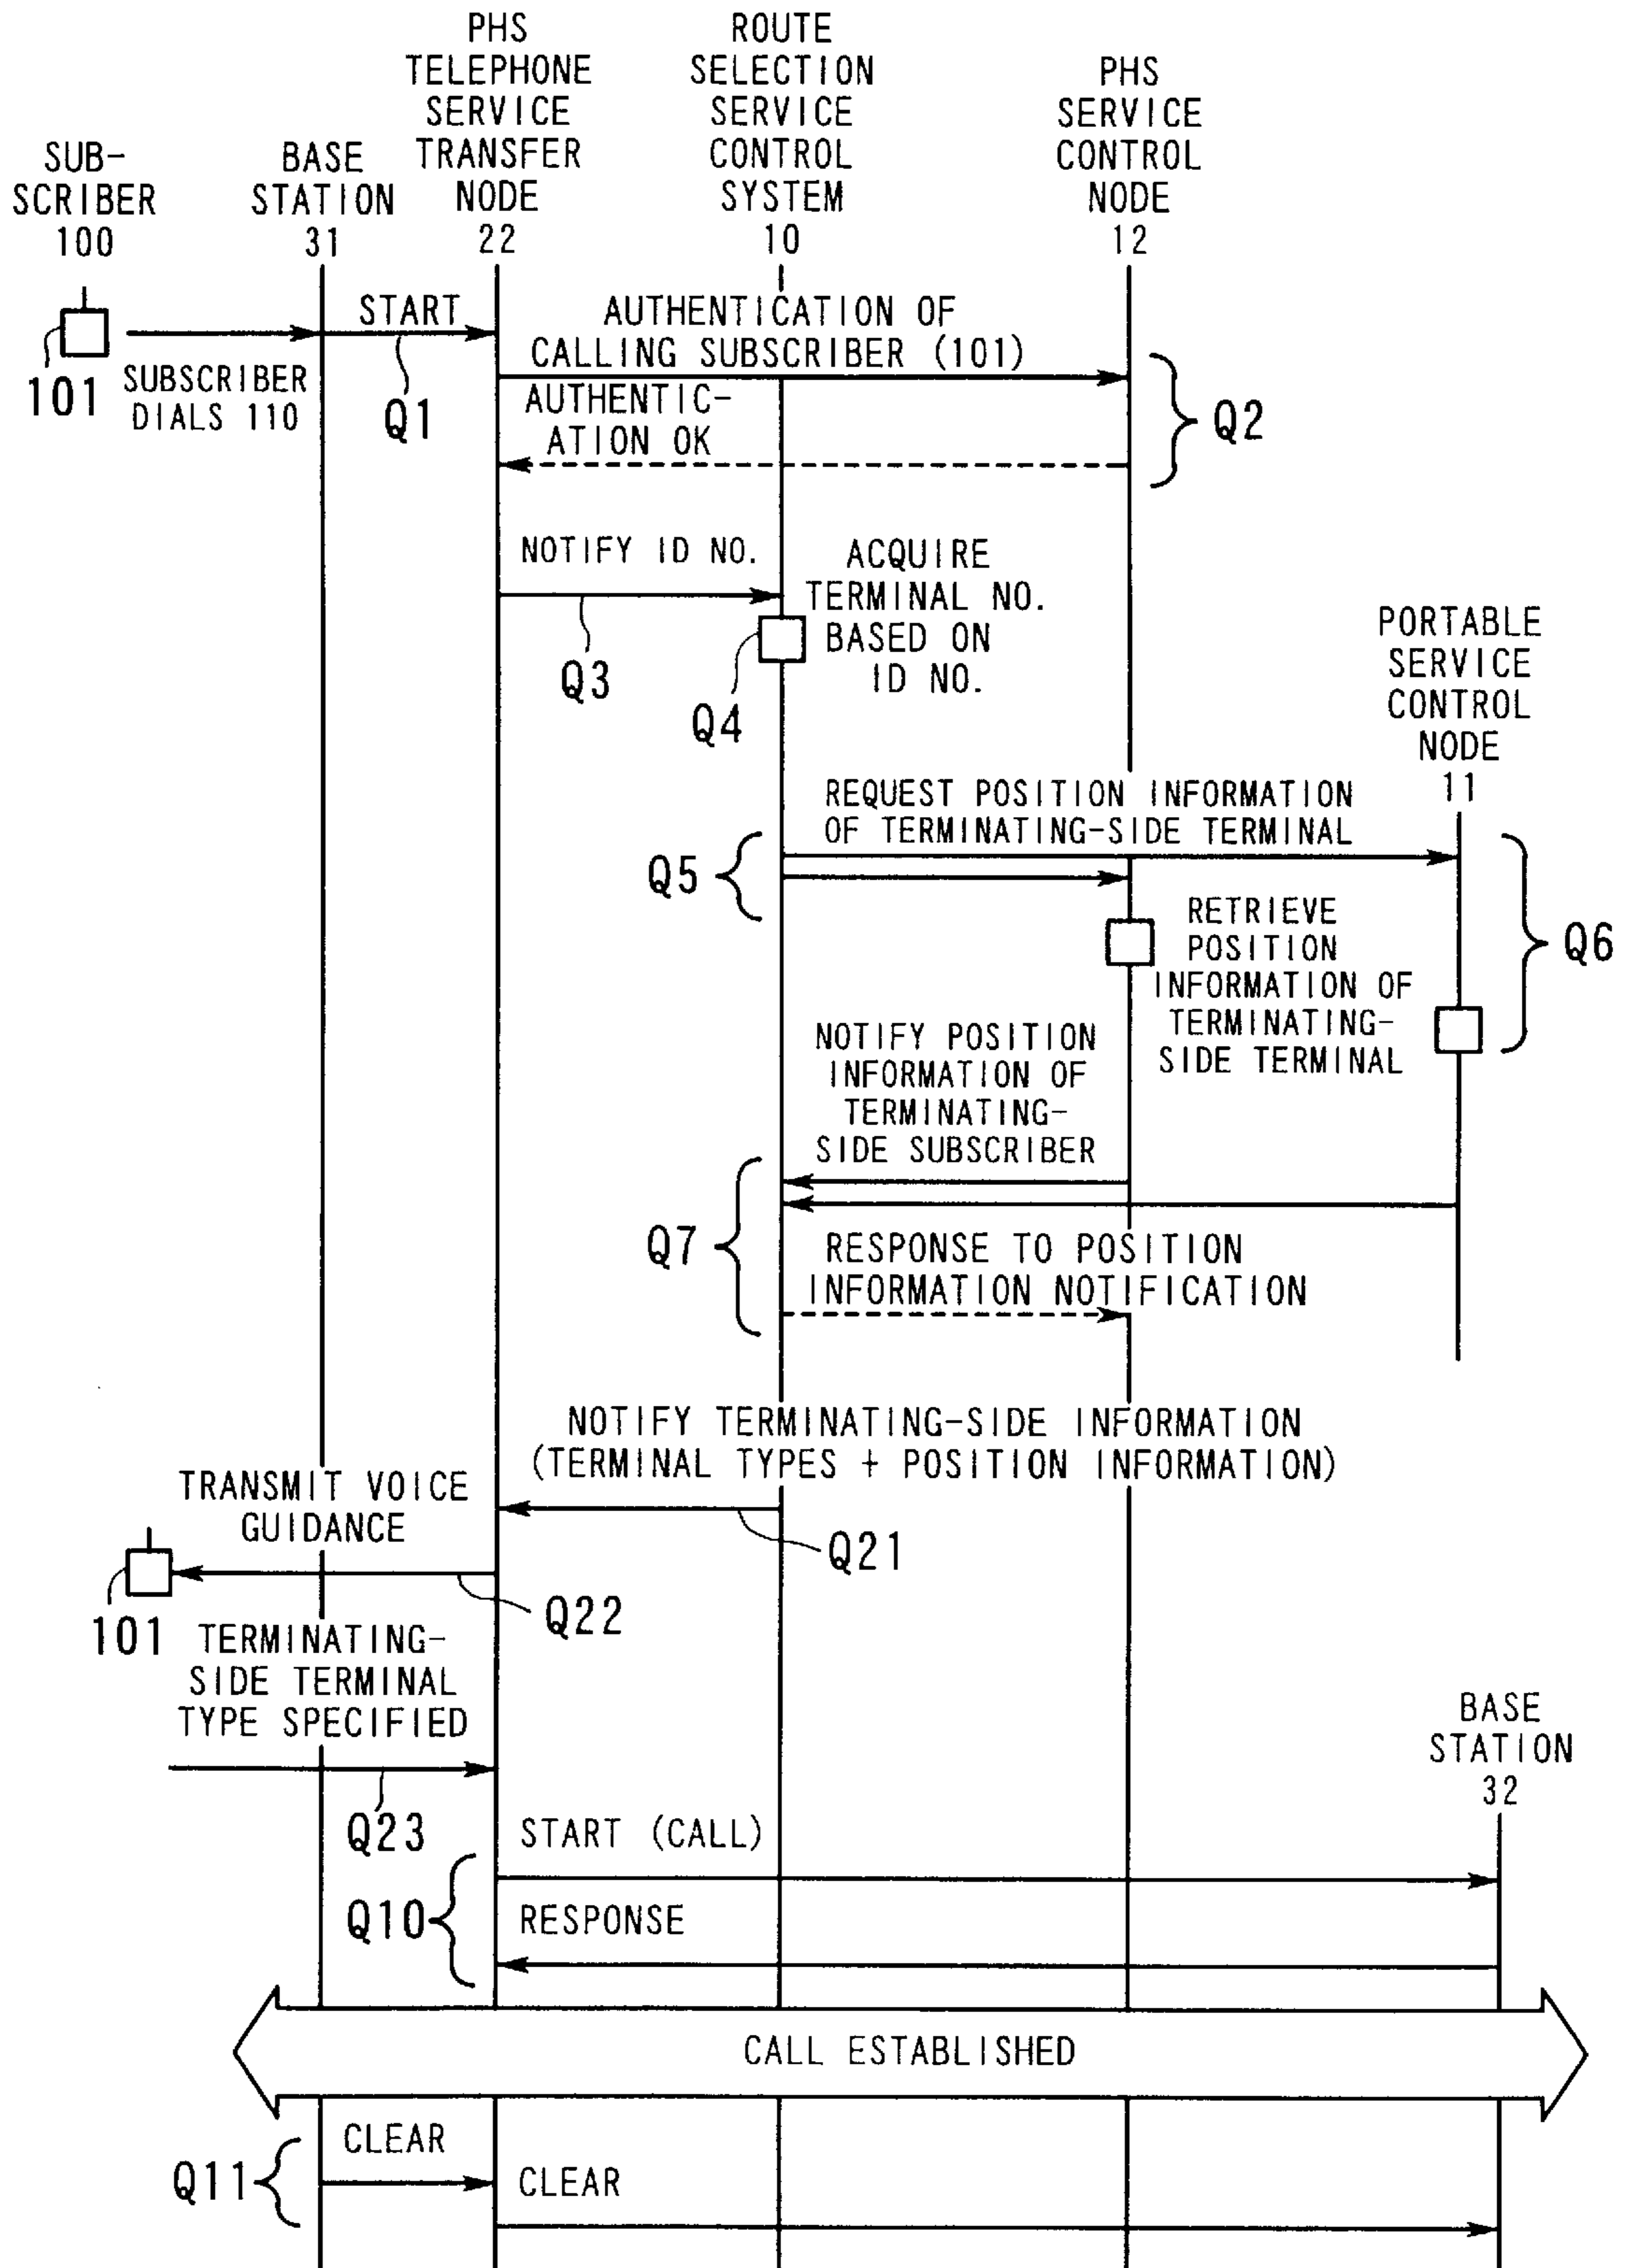 SUB-
SCRIBER
100
BASE
STATION
31
PHS
TELEPHONE
SERVICE
TRANSFER
NODE
22
ROUTE
SELECTION
SERVICE
CONTROL
SYSTEM
10
PHS
SERVICE
CONTROL
NODE
12
101
SUBSCRIBER
DIALS 110
START
Q1
AUTHENTICATION OF
CALLING SUBSCRIBER (101)
AUTHENTIC-
ATION OK
Q2
NOTIFY ID NO.
Q3
ACQUIRE
TERMINAL NO.
BASED ON
ID NO.
Q4
PORTABLE
SERVICE
CONTROL
NODE
11
REQUEST POSITION INFORMATION
OF TERMINATING-SIDE TERMINAL
Q5
RETRIEVE
POSITION
INFORMATION OF
TERMINATING-
SIDE TERMINAL
Q6
NOTIFY POSITION
INFORMATION OF
TERMINATING-
SIDE SUBSCRIBER
Q7
RESPONSE TO POSITION
INFORMATION NOTIFICATION
NOTIFY TERMINATING-SIDE INFORMATION
(TERMINAL TYPES + POSITION INFORMATION)
Q21
TRANSMIT VOICE
GUIDANCE
101
Q22
TERMINATING-
SIDE TERMINAL
TYPE SPECIFIED
Q23
BASE
STATION
32
START (CALL)
Q10
RESPONSE
CALL ESTABLISHED
Q11
CLEAR
CLEAR